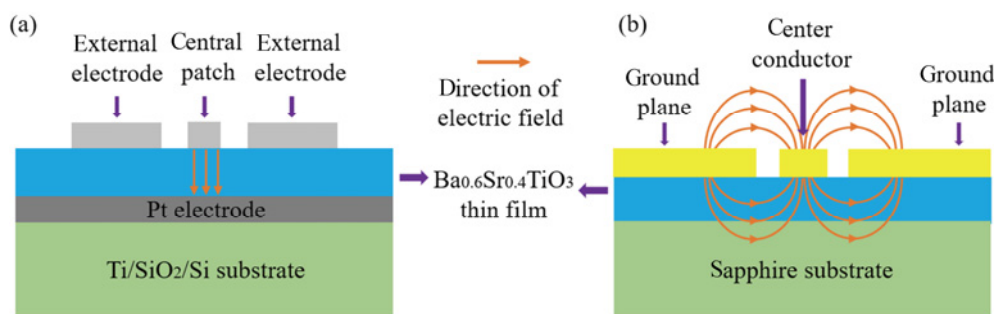 (a)
External
electrode
Central
patch
External
electrode
Pt electrode
Ti/SiO₂/Si substrate
Direction of
electric field
Ba₀.₆Sr₀.₄TiO₃
thin film
(b)
Ground
plane
Center
conductor
Ground
plane
Sapphire substrate